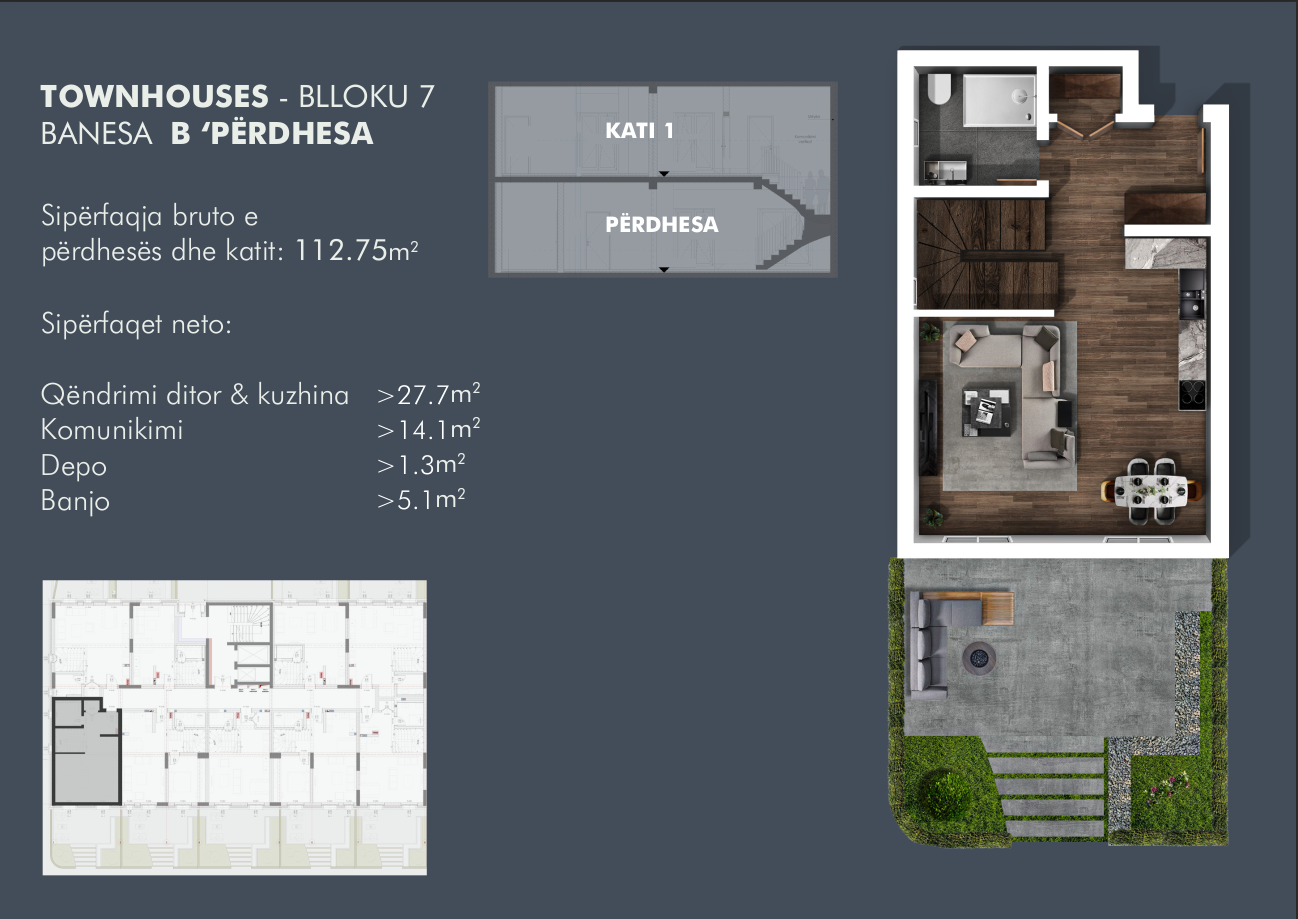 TOWNHOUSES - BLLOKU 7
BANESA B ‘PËRDHESA
Sipërfaqja bruto e
përdhesës dhe katit: 112.75m²
Sipërfaqet neto:
Qëndrimi ditor & kuzhina >27.7m²
Komunikimi >14.1m²
Depo >1.3m²
Banjo >5.1m²
KATI 1
PËRDHESA